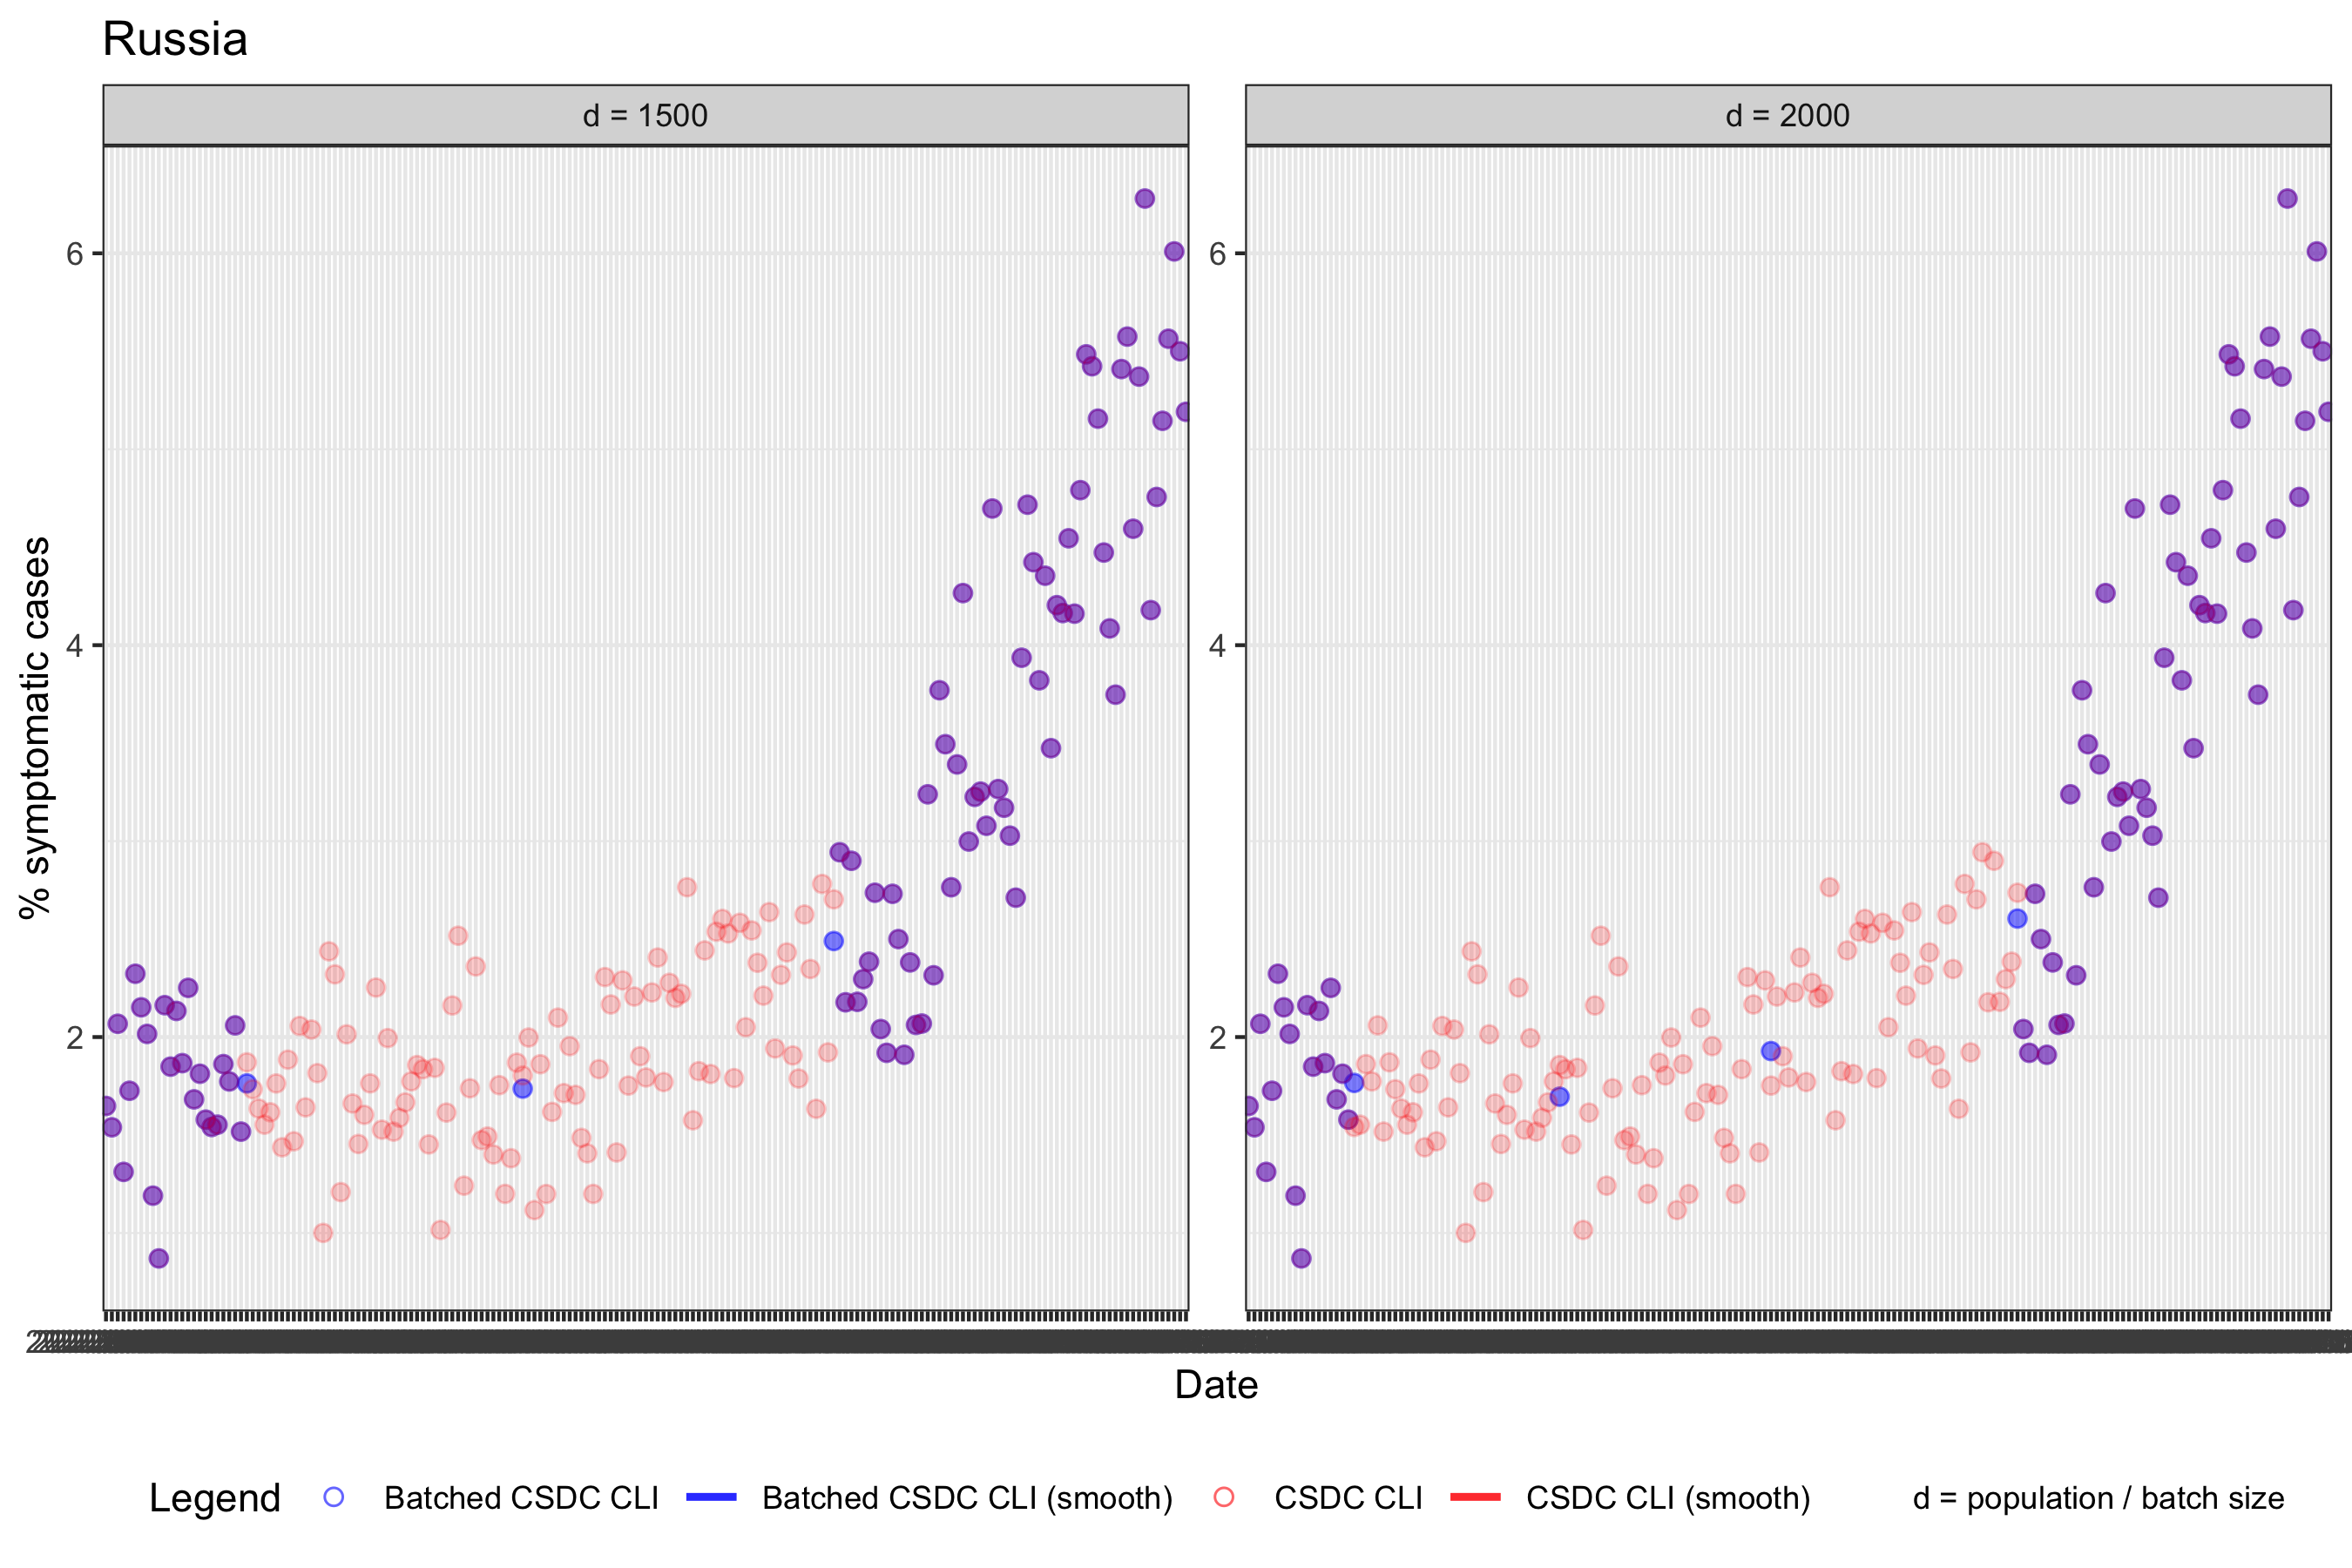 Russia
d = 1500
d = 2000
6
4
2
6
4
2
% symptomatic cases
Date
Legend Batched CSDC CLI Batched CSDC CLI (smooth) CSDC CLI CSDC CLI (smooth) d = population / batch size